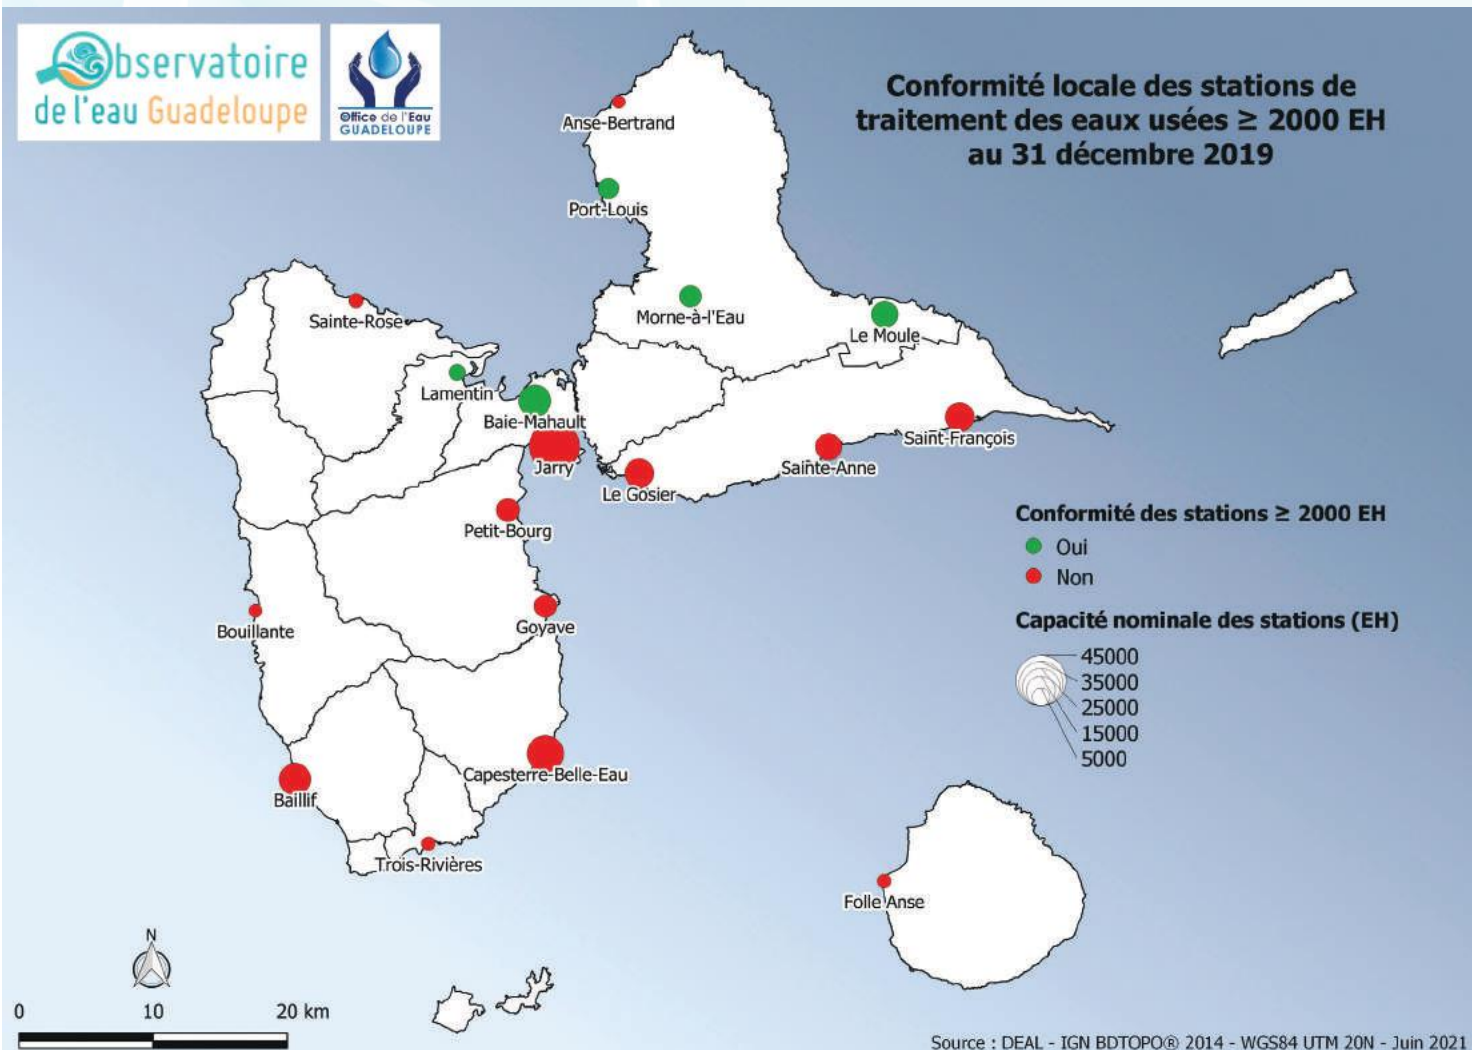 Observatoire
de l'eau Guadeloupe
Office de l'Eau
GUADELOUPE
Conformité locale des stations de
traitement des eaux usées ≥ 2000 EH
au 31 décembre 2019
Anse-Bertrand
Port-Louis
Morne-à-l'Eau
Le Moule
Sainte-Rose
Lamentin
Baie-Mahault
Jarry
Le Gosier
Sainte-Anne
Saint-François
Petit-Bourg
Goyave
Bouillante
Capesterre-Belle-Eau
Baillif
Trois-Rivières
Folle Anse
Conformité des stations ≥ 2000 EH
Oui
Non
Capacité nominale des stations (EH)
45000
35000
25000
15000
5000
N
0 10 20 km
Source : DEAL - IGN BDTOPO® 2014 - WGS84 UTM 20N - Juin 2021